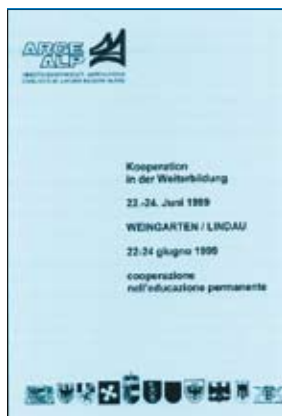 ARGE
ALP
Kooperation
in der Weiterbildung
22.-24. Juni 1999
WEINGARTEN / LINDAU
22-24 giugno 1999
cooperazione
nell'educazione permanente